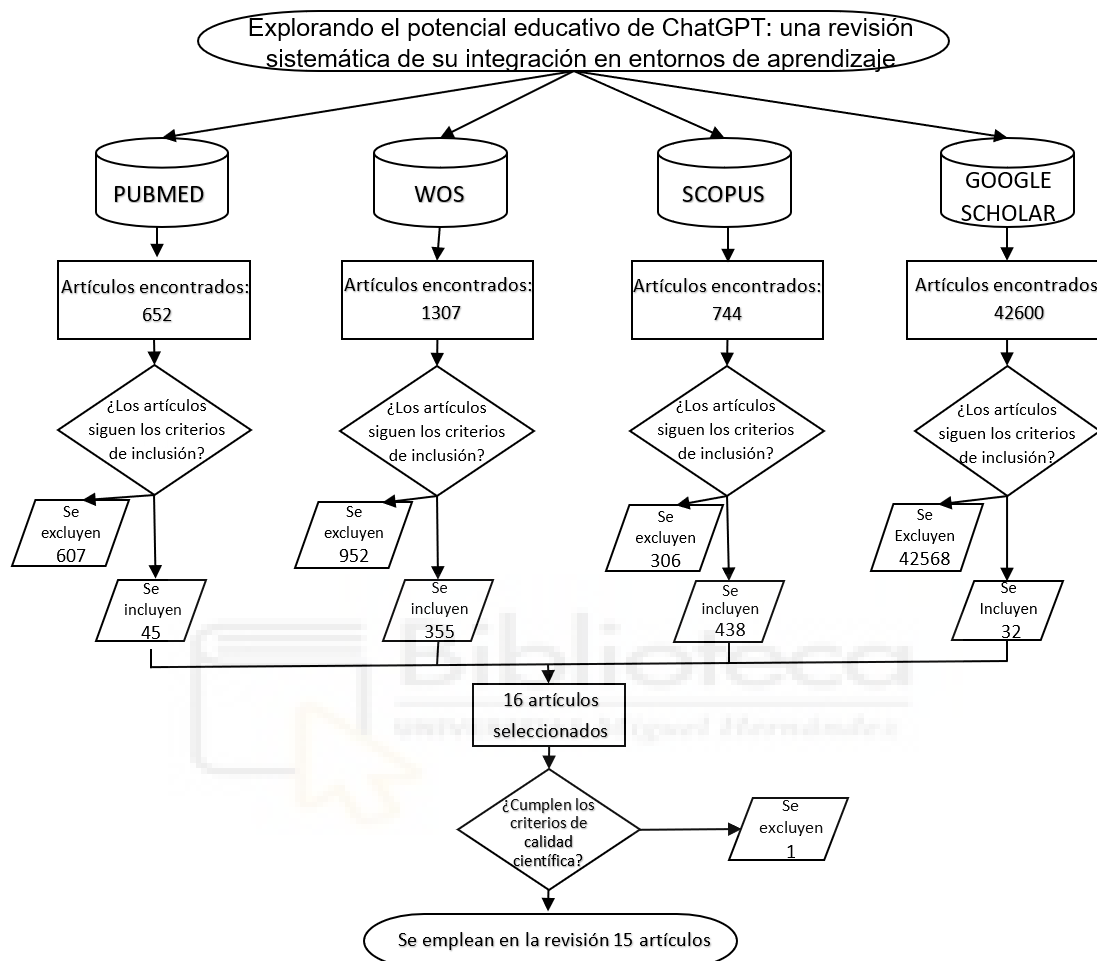 Explorando el potencial educativo de ChatGPT: una revisión
sistemática de su integración en entornos de aprendizaje
PUBMED
WOS
SCOPUS
GOOGLE
SCHOLAR
Artículos encontrados:
652
Artículos encontrados:
1307
Artículos encontrados:
744
Artículos encontrados
42600
¿Los artículos
siguen los criterios
de inclusión?
¿Los artículos
siguen los criterios
de inclusión?
¿Los artículos
siguen los criterios
de inclusión?
¿Los artículos
siguen los criterios
de inclusión?
Se
excluyen
607
Se
excluyen
952
Se
excluyen
306
Se
Excluyen
42568
Se
incluyen
45
Se
incluyen
355
Se
incluyen
438
Se
Incluyen
32
Biblioteca
UNIVERSITAS Miguel Hernández
16 artículos
seleccionados
¿Cumplen los
criterios de
calidad
científica?
Se
excluyen
1
Se emplean en la revisión 15 artículos